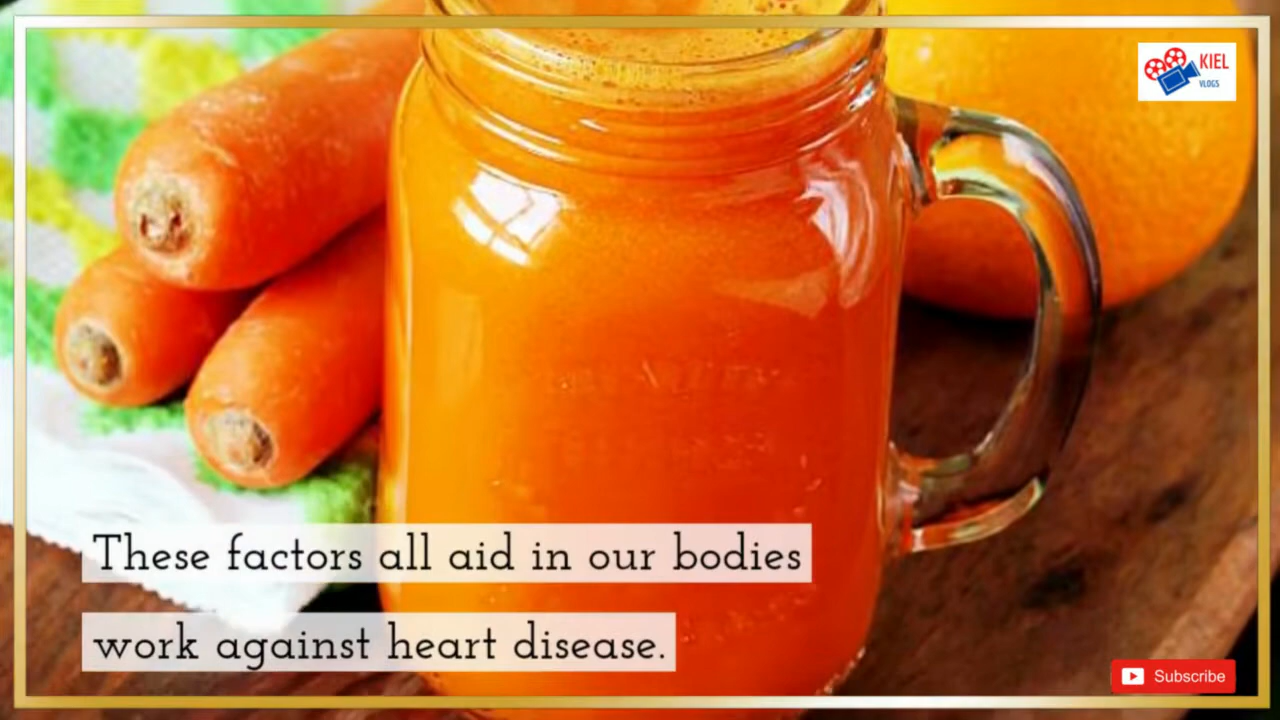 KIEL
VLOGS
These factors all aid in our bodies
work against heart disease.
Subscribe